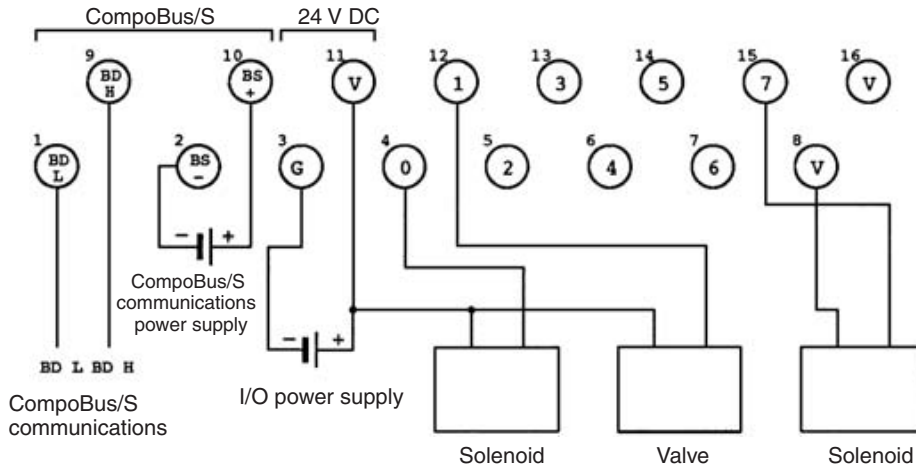 CompoBus/S 24 V DC
9 10 11 12 13 14 15 16
BD H BS + V 1 3 5 7 V
1 2 3 4 5 6 7 8
BD L BS − G 0 2 4 6 V
− +
CompoBus/S
communications
power supply
− +
BD L BD H
I/O power supply
CompoBus/S
communications
Solenoid Valve Solenoid